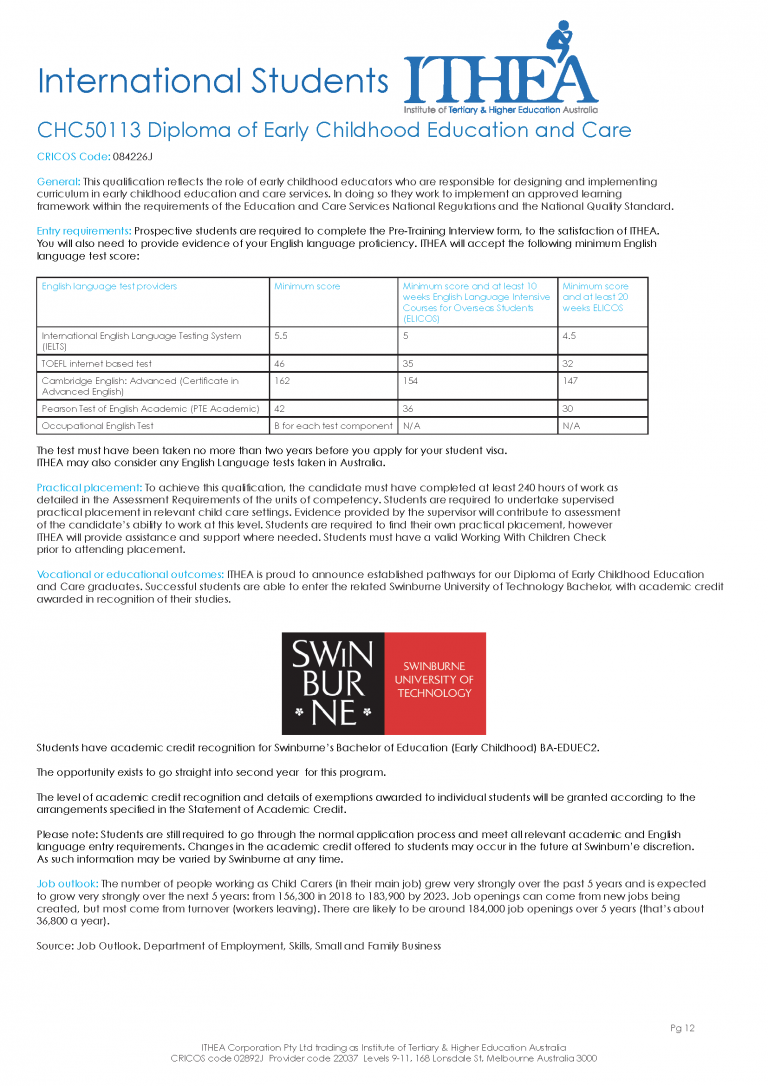 International Students
ITHEA
Institute of Tertiary & Higher Education Australia
CHC50113 Diploma of Early Childhood Education and Care
CRICOS Code: 084226J
General: This qualification reflects the role of early childhood educators who are responsible for designing and implementing
curriculum in early childhood education and care services. In doing so they work to implement an approved learning
framework within the requirements of the Education and Care Services National Regulations and the National Quality Standard.
Entry requirements: Prospective students are required to complete the Pre-Training Interview form, to the satisfaction of ITHEA.
You will also need to provide evidence of your English language proficiency. ITHEA will accept the following minimum English
language test score:
English language test providers
Minimum score
Minimum score and at least 10
weeks English Language Intensive
Courses for Overseas Students
(ELICOS)
Minimum score
and at least 20
weeks ELICOS
International English Language Testing System
(IELTS)
5.5
5
4.5
TOEFL internet based test
46
35
32
Cambridge English: Advanced (Certificate in
Advanced English)
162
154
147
Pearson Test of English Academic (PTE Academic)
42
36
30
Occupational English Test
B for each test component
N/A
N/A
The test must have been taken no more than two years before you apply for your student visa.
ITHEA may also consider any English Language tests taken in Australia.
Practical placement: To achieve this qualification, the candidate must have completed at least 240 hours of work as
detailed in the Assessment Requirements of the units of competency. Students are required to undertake supervised
practical placement in relevant child care settings. Evidence provided by the supervisor will contribute to assessment
of the candidate's ability to work at this level. Students are required to find their own practical placement, however
ITHEA will provide assistance and support where needed. Students must have a valid Working With Children Check
prior to attending placement.
Vocational or educational outcomes: ITHEA is proud to announce established pathways for our Diploma of Early Childhood Education
and Care graduates. Successful students are able to enter the related Swinburne University of Technology Bachelor, with academic credit
awarded in recognition of their studies.
SWIN
BUR
NE
SWINBURNE
UNIVERSITY OF
TECHNOLOGY
Students have academic credit recognition for Swinburne's Bachelor of Education (Early Childhood) BA-EDUEC2.
The opportunity exists to go straight into second year for this program.
The level of academic credit recognition and details of exemptions awarded to individual students will be granted according to the
arrangements specified in the Statement of Academic Credit.
Please note: Students are still required to go through the normal application process and meet all relevant academic and English
language entry requirements. Changes in the academic credit offered to students may occur in the future at Swinburn'e discretion.
As such information may be varied by Swinburne at any time.
Job outlook: The number of people working as Child Carers (in their main job) grew very strongly over the past 5 years and is expected
to grow very strongly over the next 5 years: from 156,300 in 2018 to 183,900 by 2023. Job openings can come from new jobs being
created, but most come from turnover (workers leaving). There are likely to be around 184,000 job openings over 5 years (that's about
36,800 a year).
Source: Job Outlook. Department of Employment, Skills, Small and Family Business
Pg 12
ITHEA Corporation Pty Ltd trading as Institute of Tertiary & Higher Education Australia
CRICOS code 02892J Provider code 22037 Levels 9-11, 168 Lonsdale St, Melbourne Australia 3000